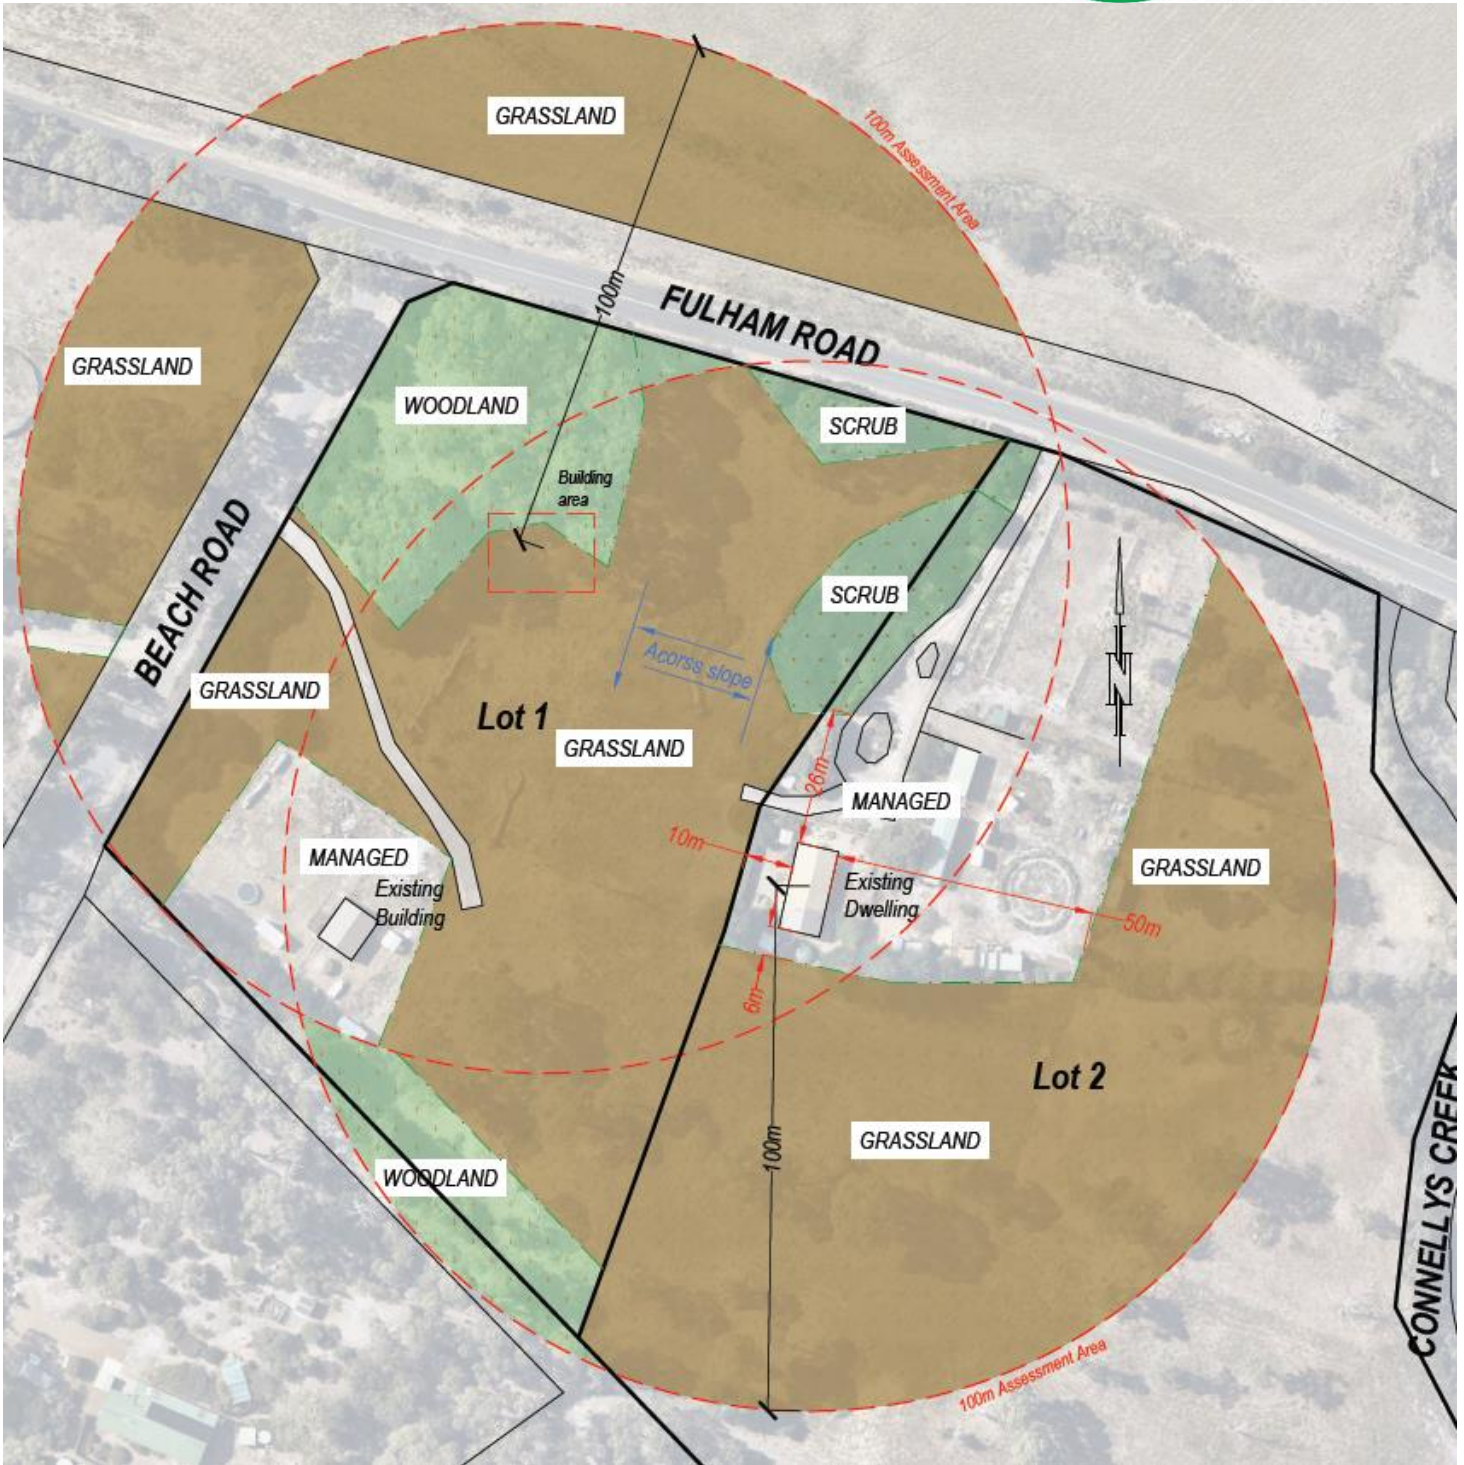 GRASSLAND
100m Assessment Area
100m
FULHAM ROAD
GRASSLAND
WOODLAND
SCRUB
Building
area
BEACH ROAD
SCRUB
N
Acorss slope
GRASSLAND
Lot 1
GRASSLAND
26m
MANAGED
10m
MANAGED
GRASSLAND
Existing
Building
Existing
Dwelling
50m
6m
Lot 2
GRASSLAND
100m
WOODLAND
CONNELLYS CREEK
100m Assessment Area